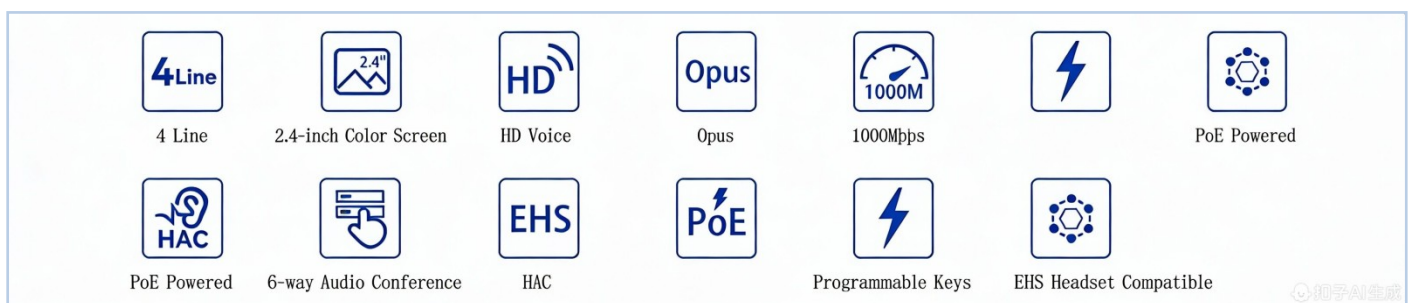 4Line
2.4"
HD
Opus
1000M
4 Line
2.4-inch Color Screen
HD Voice
Opus
1000Mbps
PoE Powered
HAC
EHS
PoE
PoE Powered
6-way Audio Conference
HAC
Programmable Keys
EHS Headset Compatible
扣子AI生成